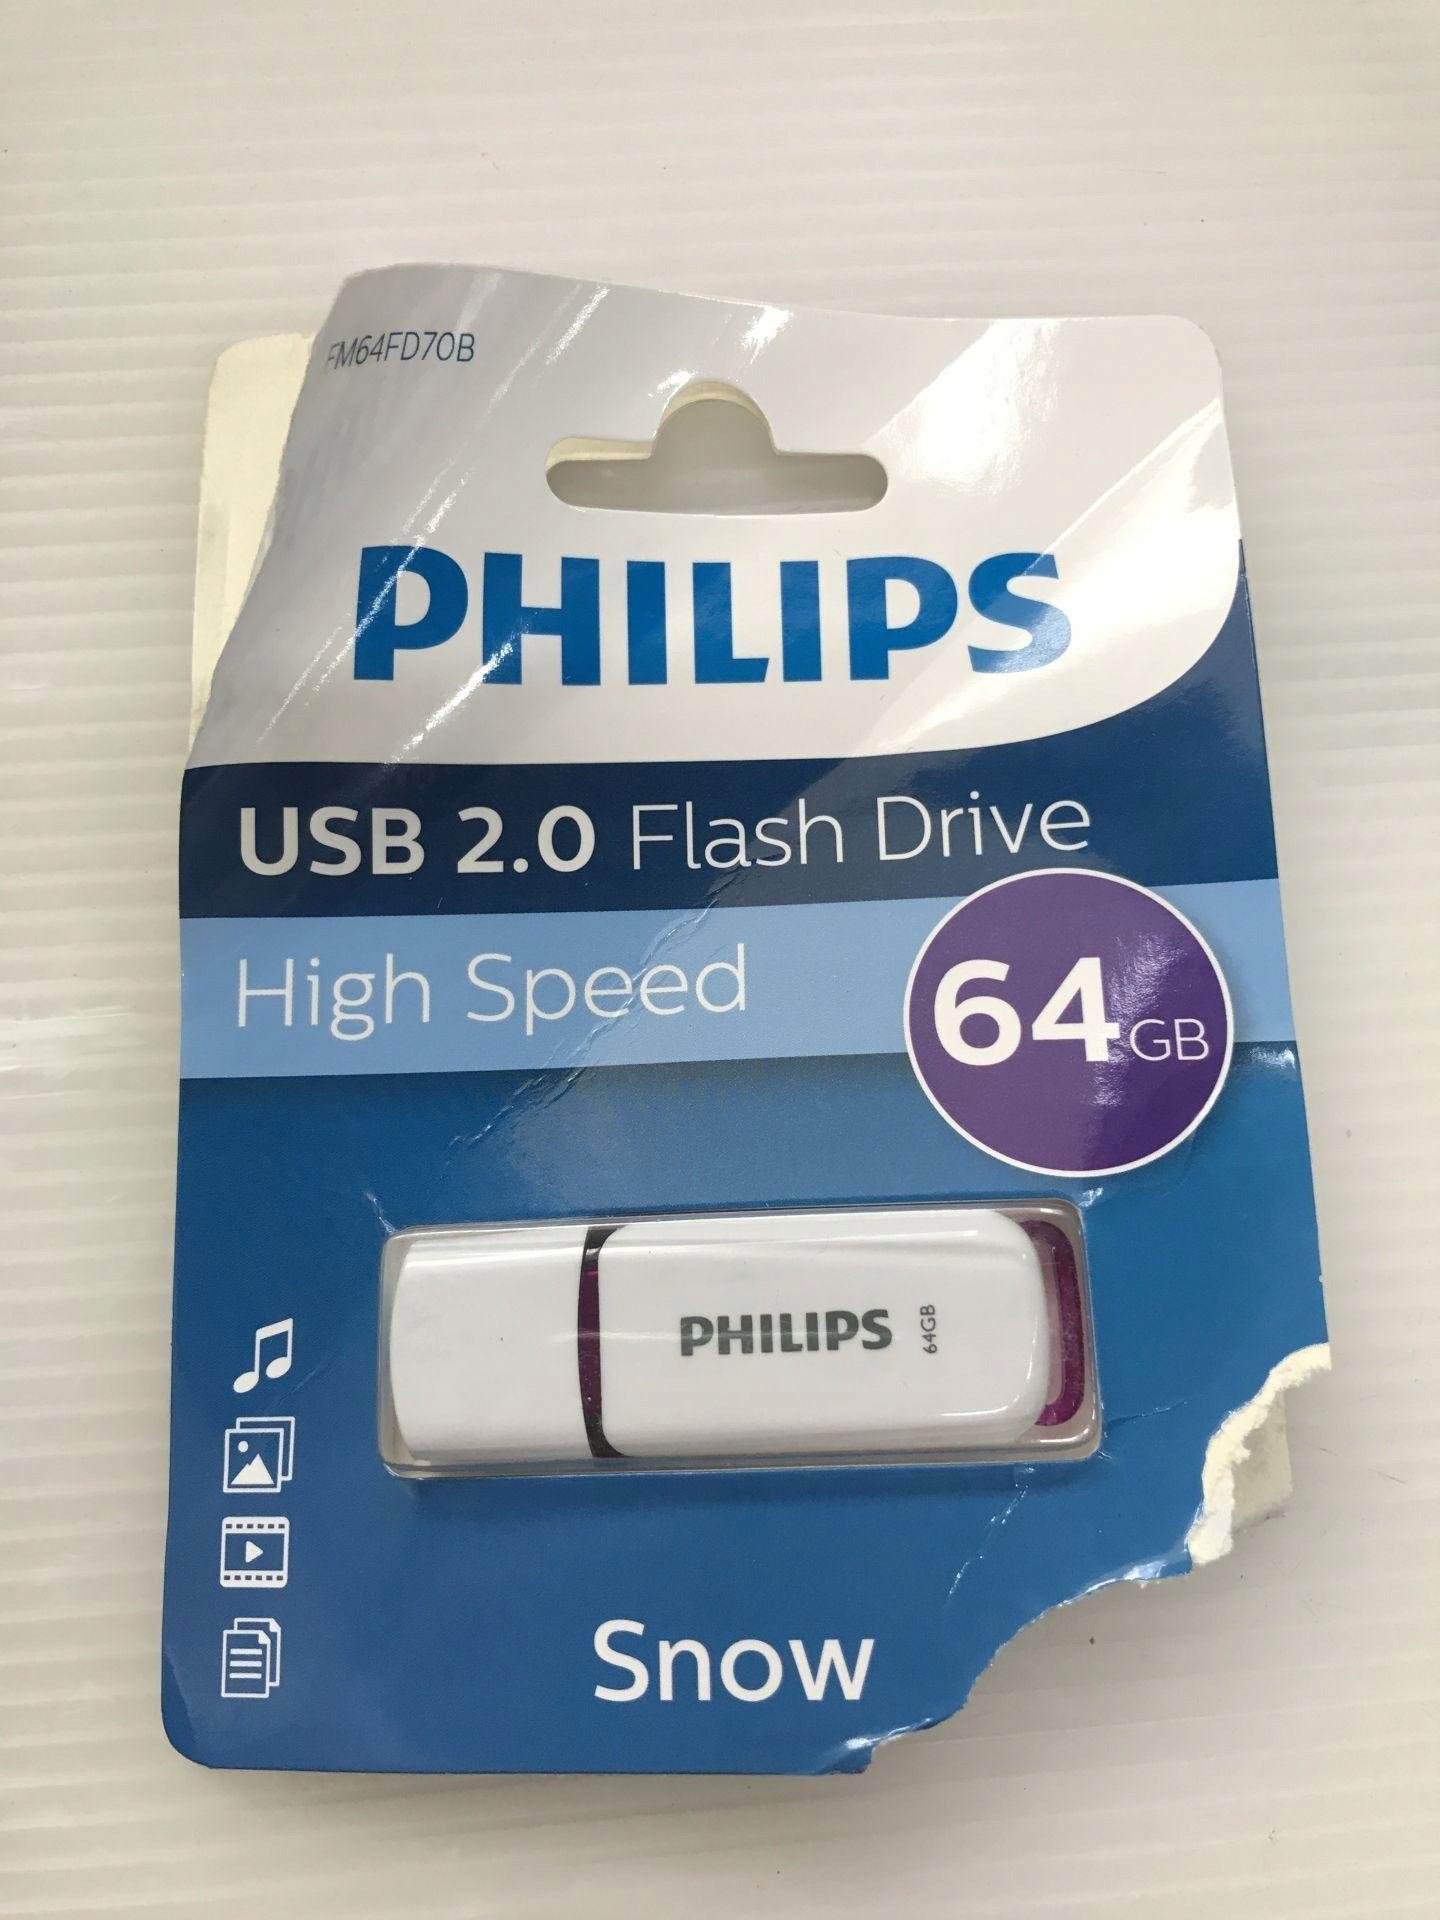 FM64FD70B
PHILIPS
USB 2.0 Flash Drive
High Speed
64GB
PHILIPS 64GB
Snow